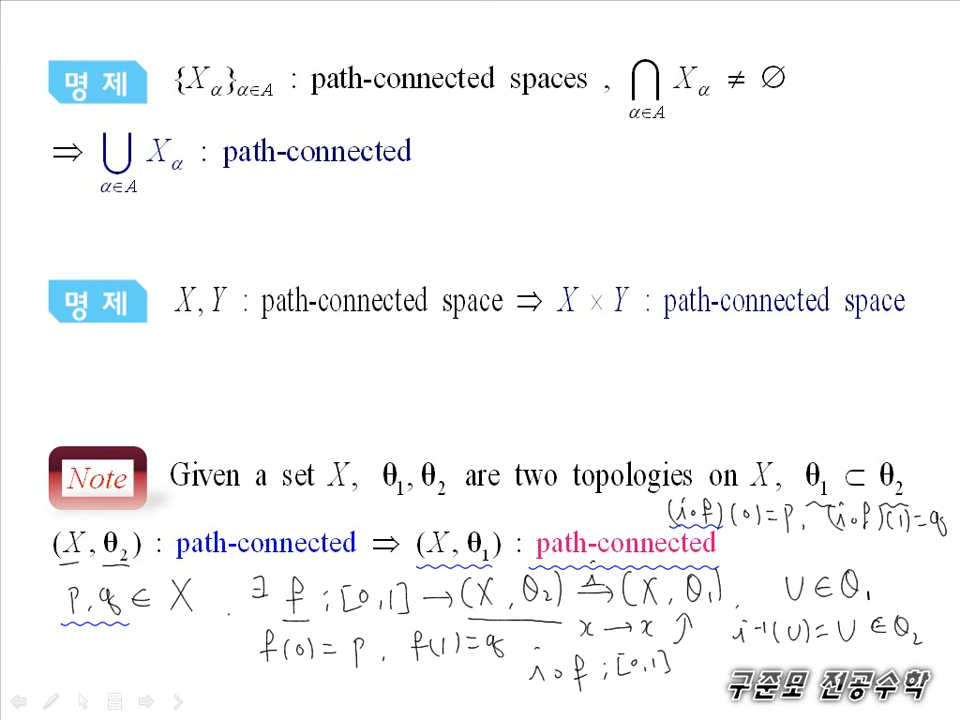 명제 {X_α}_{α∈A} : path-connected spaces , ⋂_{α∈A} X_α ≠ ∅
⇒ ⋃_{α∈A} X_α : path-connected
명제 X, Y : path-connected space ⇒ X × Y : path-connected space
Note Given a set X, θ₁, θ₂ are two topologies on X, θ₁ ⊂ θ₂
(i∘f)(0)=p, (i∘f)(1)=q
(X, θ₂) : path-connected ⇒ (X, θ₁) : path-connected
p, q ∈ X . ∃ f ; [0,1] → (X, θ₂) i→ (X, θ₁), U ∈ θ₁
x → x i⁻¹(U) = U ∈ θ₂
f(0) = p, f(1) = q i∘f ; [0,1]
구준모 전공수학